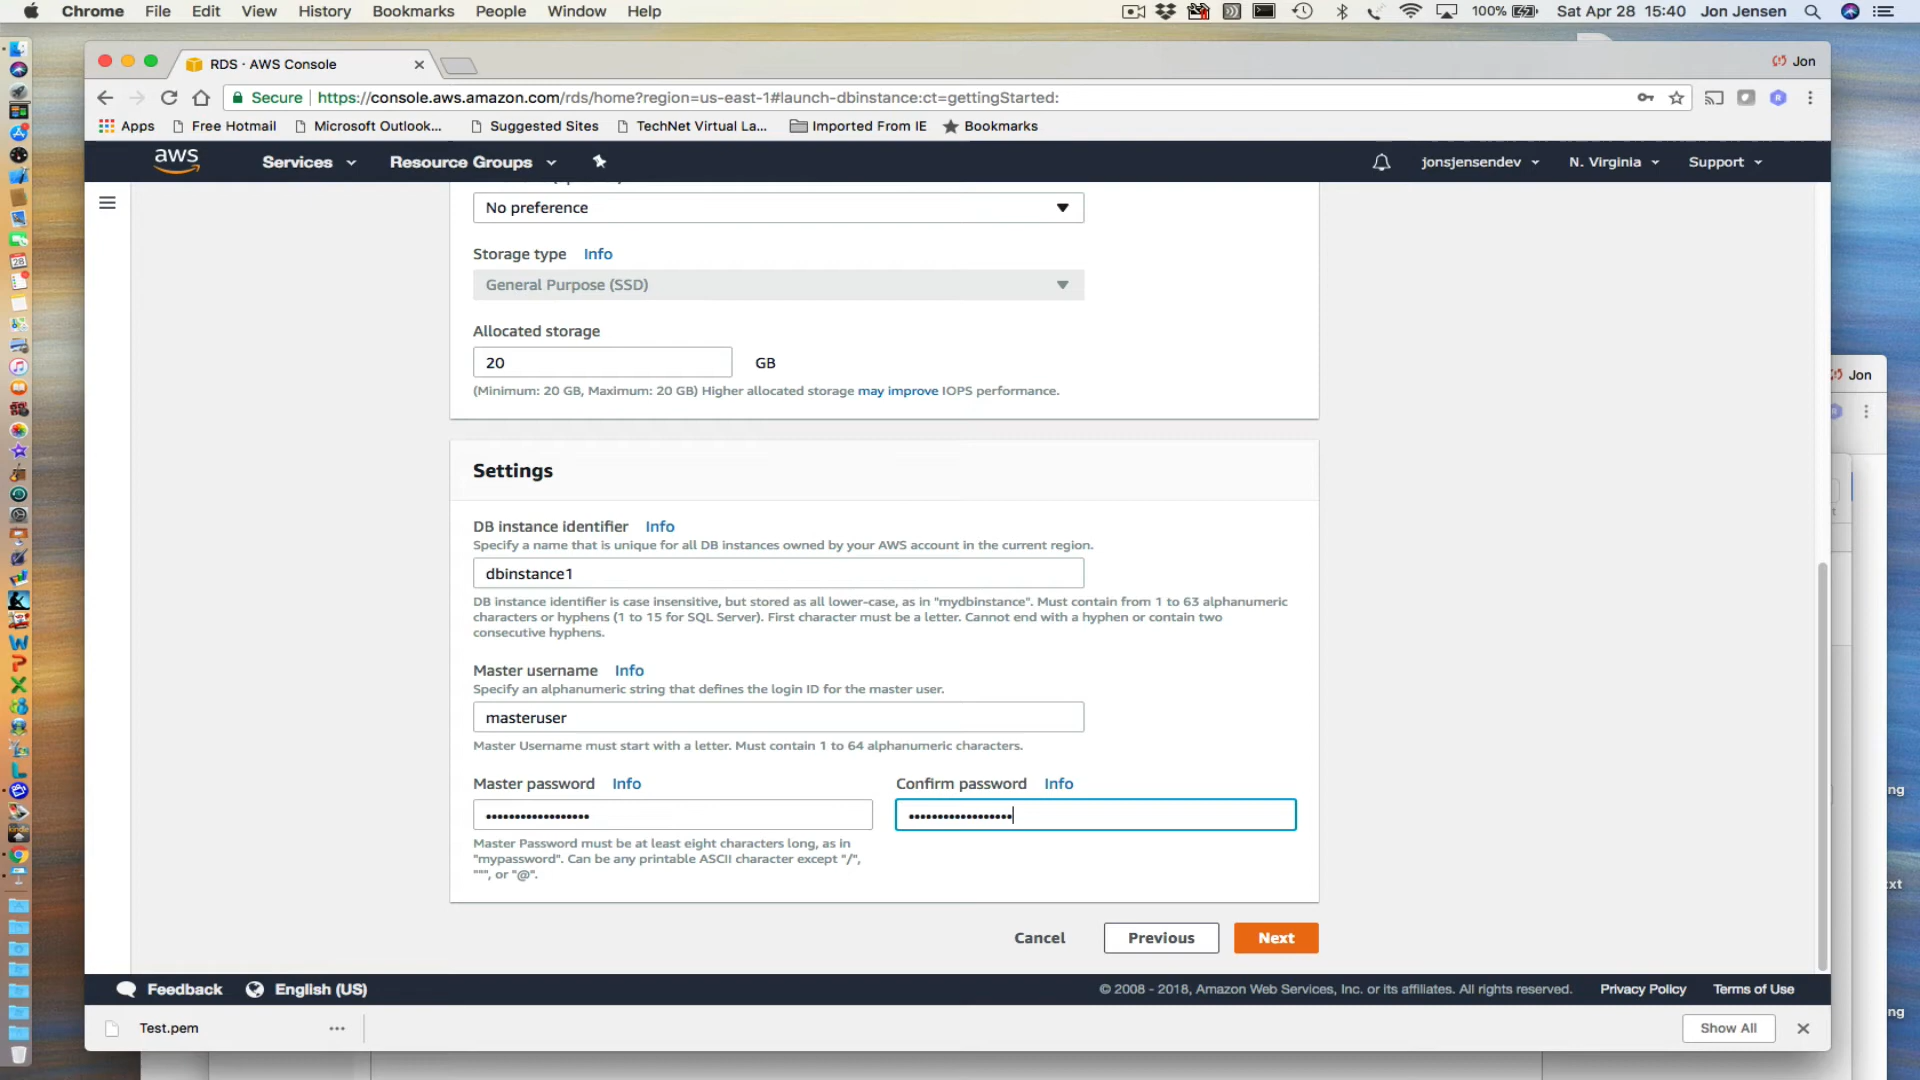 Chrome File Edit View History Bookmarks People Window Help 100% Sat Apr 28 15:40 Jon Jensen
RDS · AWS Console Jon
Secure https://console.aws.amazon.com/rds/home?region=us-east-1#launch-dbinstance:ct=gettingStarted:
Apps Free Hotmail Microsoft Outlook... Suggested Sites TechNet Virtual La... Imported From IE Bookmarks
aws Services Resource Groups jonsjensendev N. Virginia Support
No preference
Storage type Info
General Purpose (SSD)
Allocated storage
20 GB
(Minimum: 20 GB, Maximum: 20 GB) Higher allocated storage may improve IOPS performance.
Jon
Settings
DB instance identifier Info
Specify a name that is unique for all DB instances owned by your AWS account in the current region.
dbinstance1
DB instance identifier is case insensitive, but stored as all lower-case, as in "mydbinstance". Must contain from 1 to 63 alphanumeric
characters or hyphens (1 to 15 for SQL Server). First character must be a letter. Cannot end with a hyphen or contain two
consecutive hyphens.
Master username Info
Specify an alphanumeric string that defines the login ID for the master user.
masteruser
Master Username must start with a letter. Must contain 1 to 64 alphanumeric characters.
Master password Info Confirm password Info
•••••••••••••••••• ••••••••••••••••••
Master Password must be at least eight characters long, as in
"mypassword". Can be any printable ASCII character except "/",
""", or "@".
Cancel Previous Next
Feedback English (US) © 2008 - 2018, Amazon Web Services, Inc. or its affiliates. All rights reserved. Privacy Policy Terms of Use
Test.pem Show All